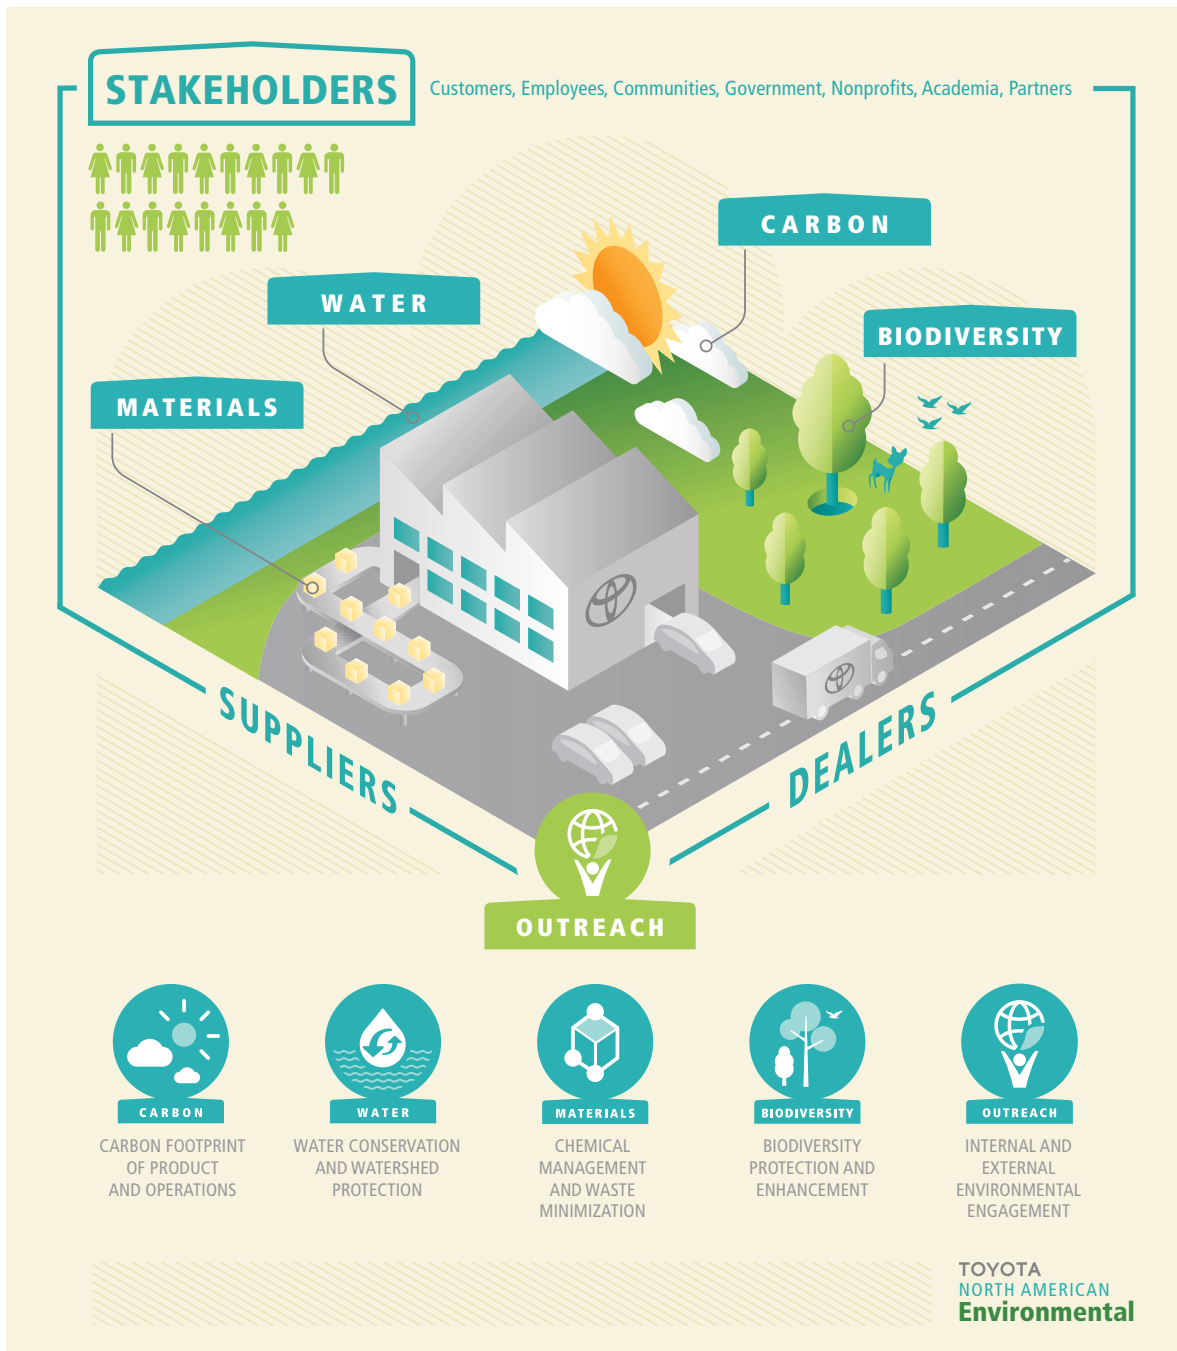 STAKEHOLDERS
Customers, Employees, Communities, Government, Nonprofits, Academia, Partners
CARBON
WATER
BIODIVERSITY
MATERIALS
SUPPLIERS
DEALERS
OUTREACH
CARBON
CARBON FOOTPRINT
OF PRODUCT
AND OPERATIONS
WATER
WATER CONSERVATION
AND WATERSHED
PROTECTION
MATERIALS
CHEMICAL
MANAGEMENT
AND WASTE
MINIMIZATION
BIODIVERSITY
BIODIVERSITY
PROTECTION AND
ENHANCEMENT
OUTREACH
INTERNAL AND
EXTERNAL
ENVIRONMENTAL
ENGAGEMENT
TOYOTA
NORTH AMERICAN
Environmental